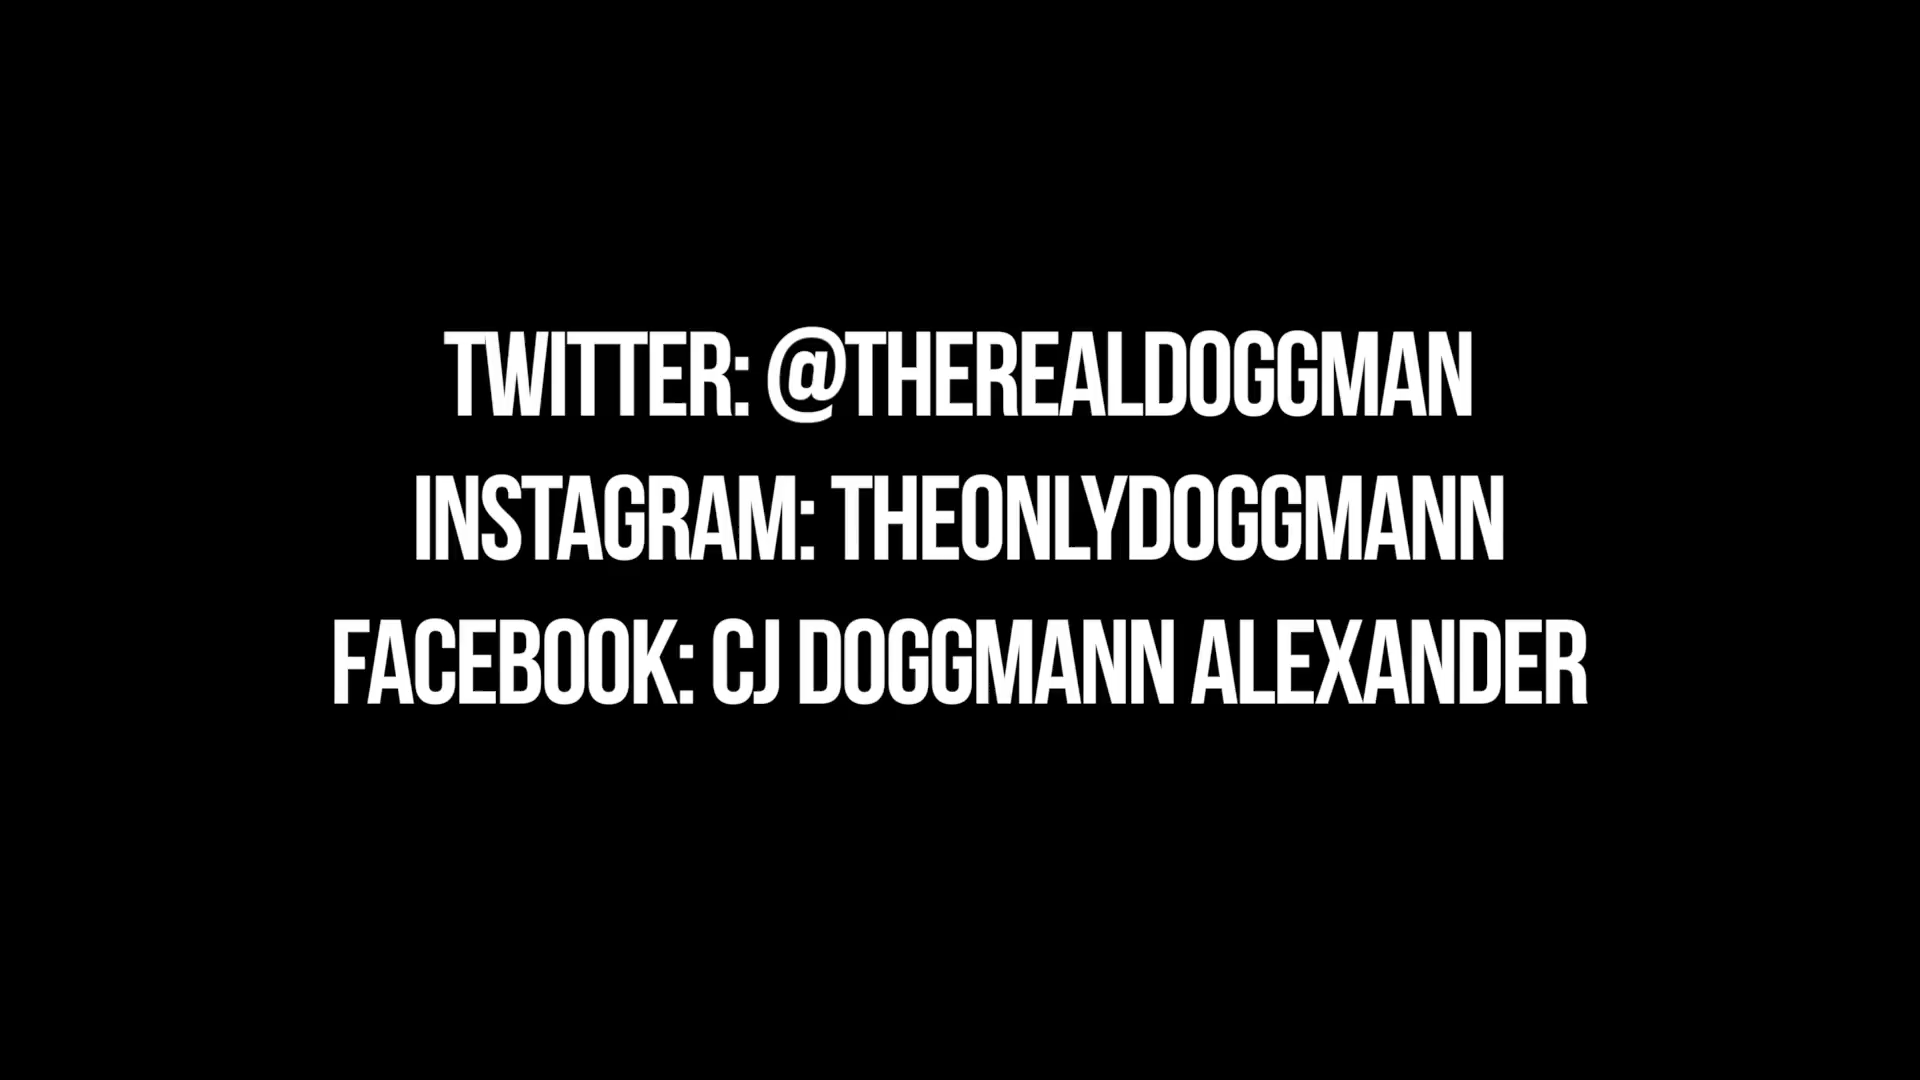 TWITTER: @THEREALDOGGMAN
INSTAGRAM: THEONLYDOGGMANN
FACEBOOK: CJ DOGGMANN ALEXANDER